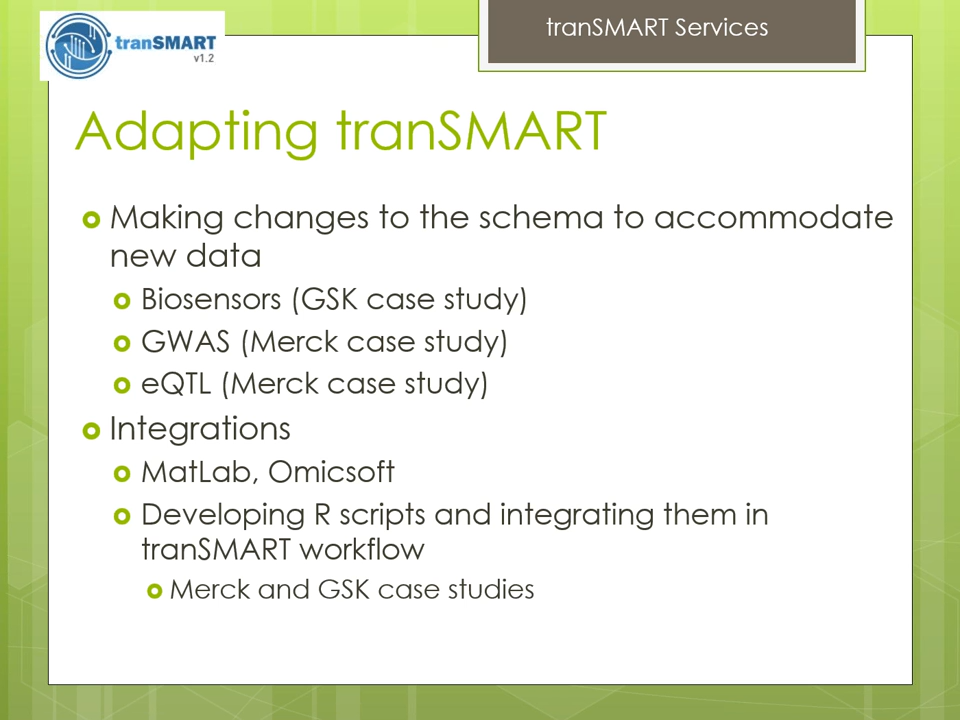 tranSMART Services
tranSMART
v1.2
Adapting tranSMART
Making changes to the schema to accommodate
new data
Biosensors (GSK case study)
GWAS (Merck case study)
eQTL (Merck case study)
Integrations
MatLab, Omicsoft
Developing R scripts and integrating them in
tranSMART workflow
Merck and GSK case studies